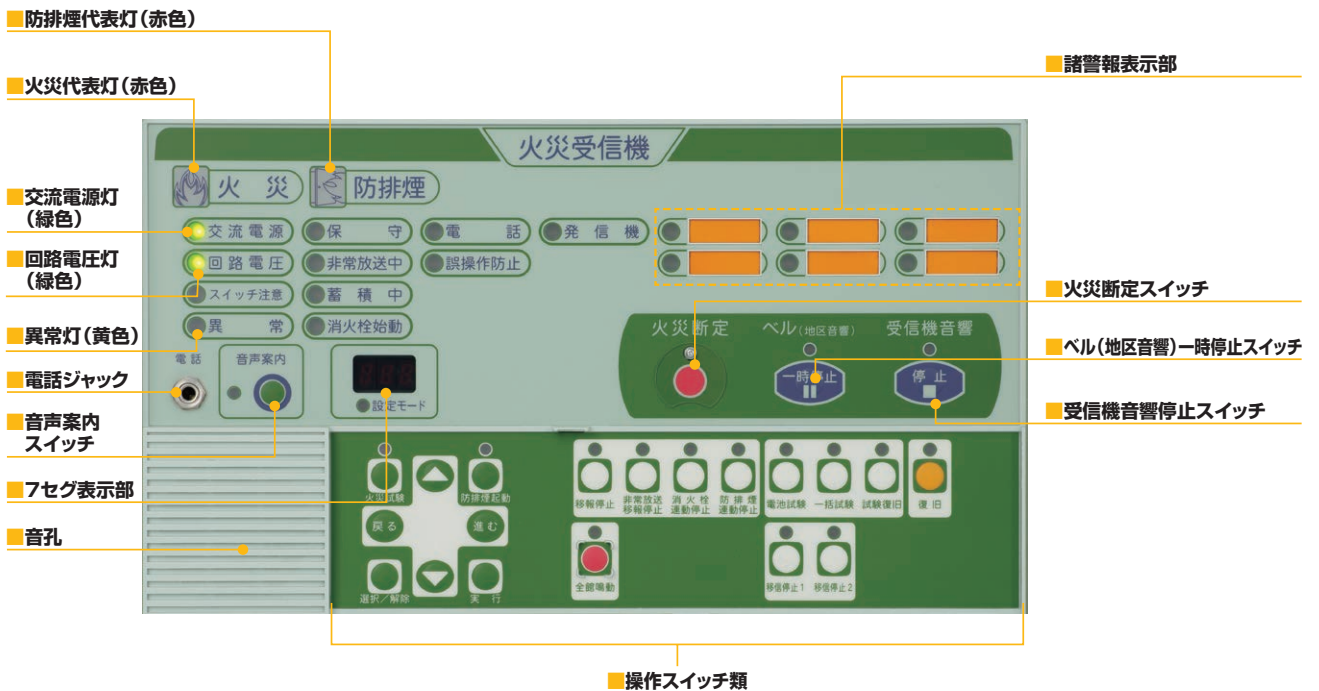 ■防排煙代表灯（赤色）
■火災代表灯（赤色）
■諸警報表示部
火災受信機
火 災
防排煙
■交流電源灯
（緑色）
交流電源
保 守
電 話
発信機
■回路電圧灯
（緑色）
回路電圧
非常放送中
誤操作防止
スイッチ注意
蓄積中
■異常灯（黄色）
異 常
消火栓始動
■火災断定スイッチ
火災断定
ベル（地区音響）
受信機音響
■ベル（地区音響）一時停止スイッチ
一時停止
停止
■受信機音響停止スイッチ
電話
音声案内
■電話ジャック
設定モード
■音声案内
スイッチ
■7セグ表示部
火災試験
防排煙起動
戻る
進む
選択／解除
実 行
移報停止
非常放送
移報停止
消火栓
連動停止
防排煙
連動停止
電池試験
一括試験
試験復旧
復旧
■音孔
全館鳴動
移信停止1
移信停止2
■操作スイッチ類